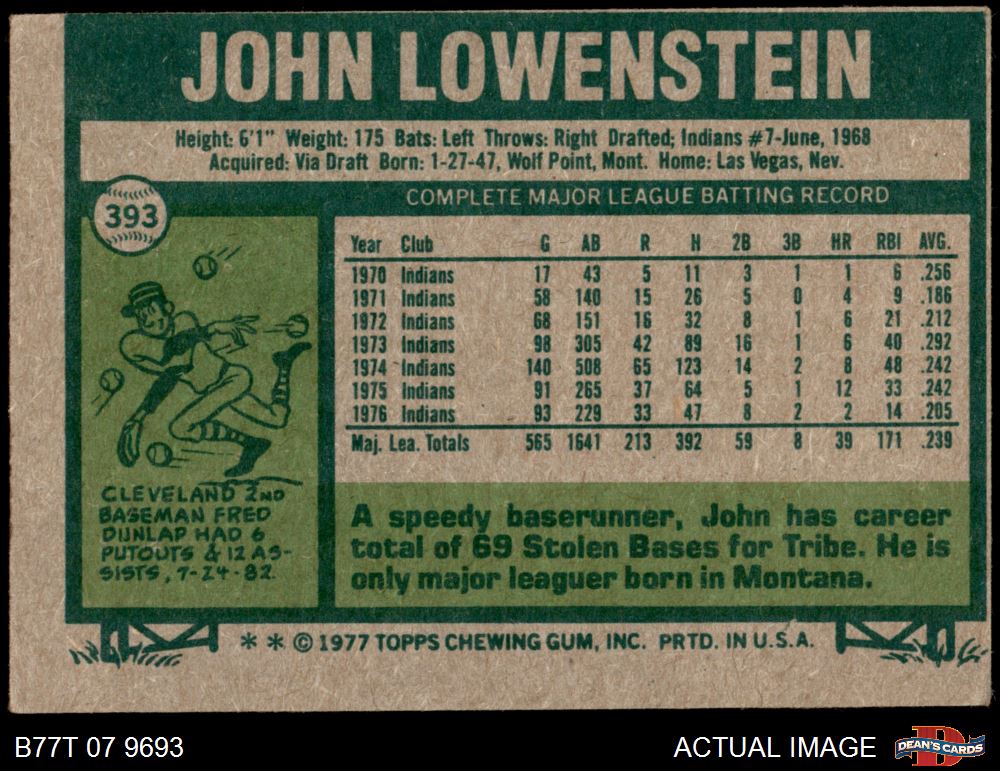 JOHN LOWENSTEIN
Height: 6'1" Weight: 175 Bats: Left Throws: Right Drafted; Indians #7-June, 1968
Acquired: Via Draft Born: 1-27-47, Wolf Point, Mont. Home: Las Vegas, Nev.
393
COMPLETE MAJOR LEAGUE BATTING RECORD
Year Club G AB R H 2B 3B HR RBI AVG.
1970 Indians 17 43 5 11 3 1 1 6 .256
1971 Indians 58 140 15 26 5 0 4 9 .186
1972 Indians 68 151 16 32 8 1 6 21 .212
1973 Indians 98 305 42 89 16 1 6 40 .292
1974 Indians 140 508 65 123 14 2 8 48 .242
1975 Indians 91 265 37 64 5 1 12 33 .242
1976 Indians 93 229 33 47 8 2 2 14 .205
Maj. Lea. Totals 565 1641 213 392 59 8 39 171 .239
CLEVELAND 2ND
BASEMAN FRED
DUNLAP HAD 6
PUTOUTS & 12 AS-
SISTS, 7-24-82.
A speedy baserunner, John has career
total of 69 Stolen Bases for Tribe. He is
only major leaguer born in Montana.
** © 1977 TOPPS CHEWING GUM, INC. PRTD. IN U.S.A.
B77T 07 9693
ACTUAL IMAGE
DEAN'S CARDS